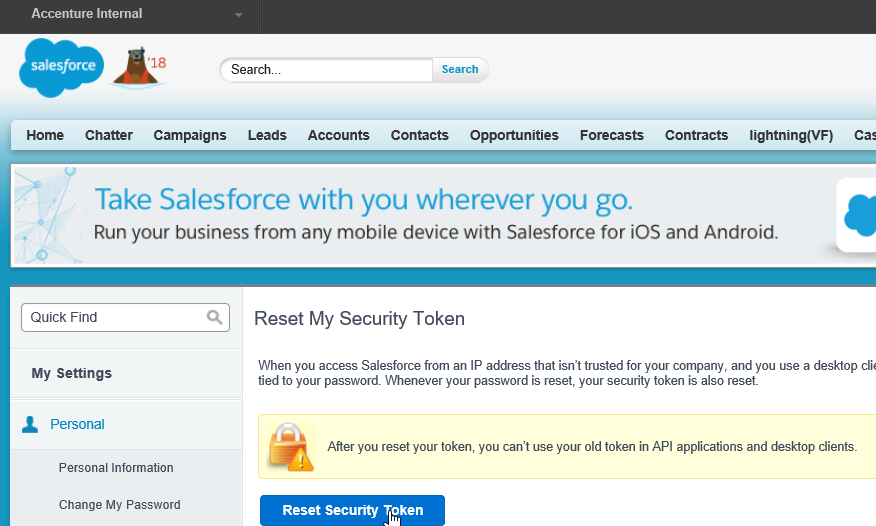 Accenture Internal
salesforce
'18
Search...
Search
Home Chatter Campaigns Leads Accounts Contacts Opportunities Forecasts Contracts lightning(VF) Cas
Take Salesforce with you wherever you go.
Run your business from any mobile device with Salesforce for iOS and Android.
Quick Find
My Settings
Personal
Personal Information
Change My Password
Reset My Security Token
When you access Salesforce from an IP address that isn't trusted for your company, and you use a desktop clie
tied to your password. Whenever your password is reset, your security token is also reset.
After you reset your token, you can't use your old token in API applications and desktop clients.
Reset Security Token